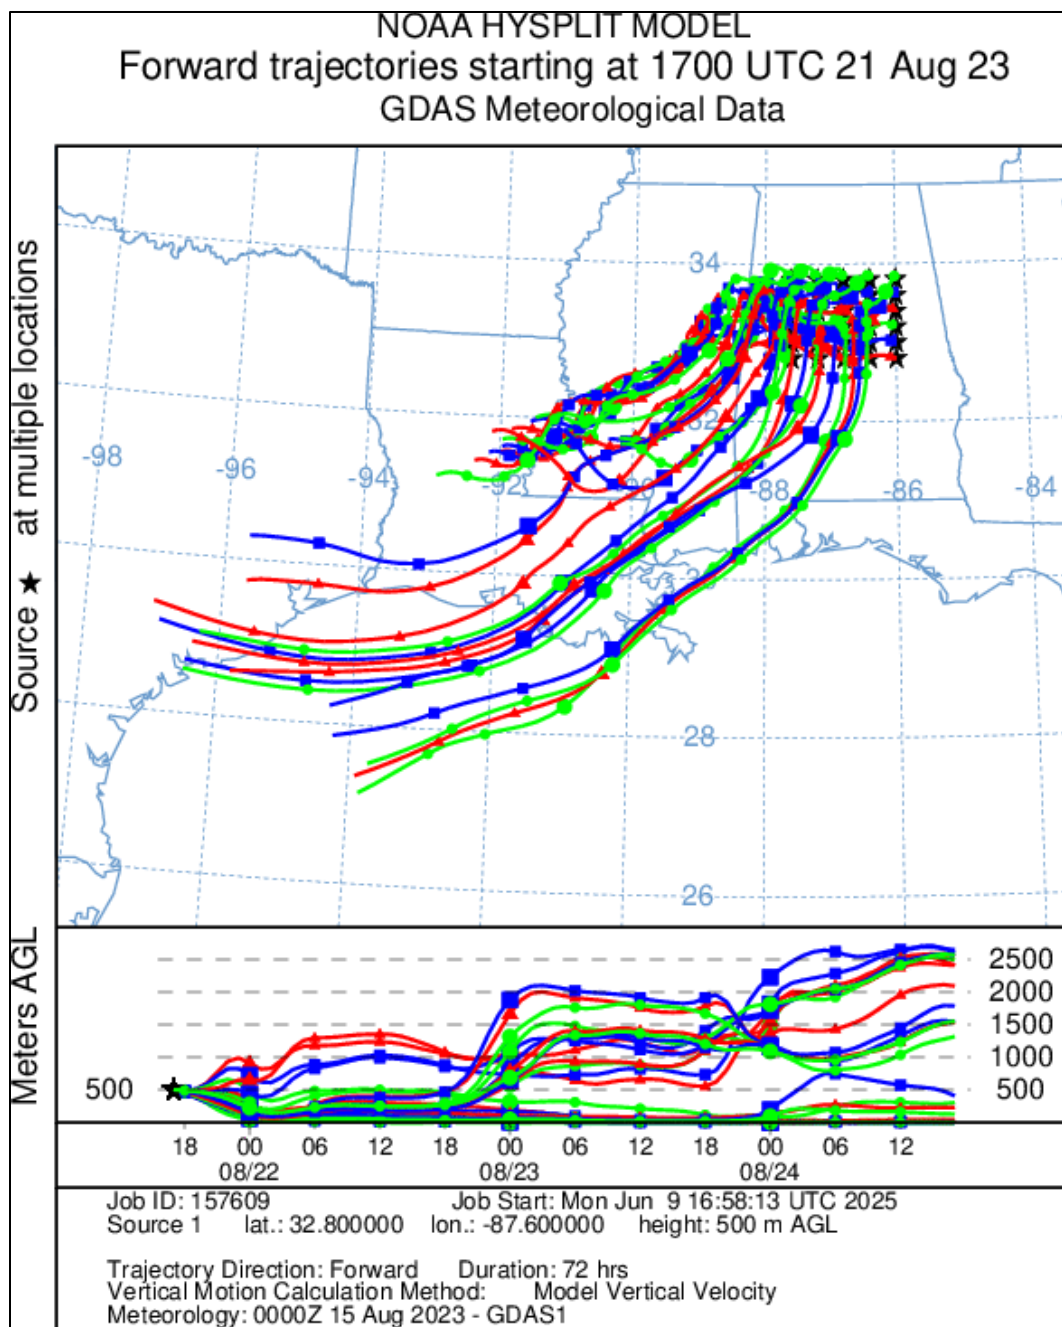 NOAA HYSPLIT MODEL
Forward trajectories starting at 1700 UTC 21 Aug 23
GDAS Meteorological Data
Source ★ at multiple locations
34
32
-98
-96
-94
-92
-88
-86
-84
28
26
Meters AGL
500
2500
2000
1500
1000
500
18 00 06 12 18 00 06 12 18 00 06 12
08/22 08/23 08/24
Job ID: 157609 Job Start: Mon Jun 9 16:58:13 UTC 2025
Source 1 lat.: 32.800000 lon.: -87.600000 height: 500 m AGL
Trajectory Direction: Forward Duration: 72 hrs
Vertical Motion Calculation Method: Model Vertical Velocity
Meteorology: 0000Z 15 Aug 2023 - GDAS1